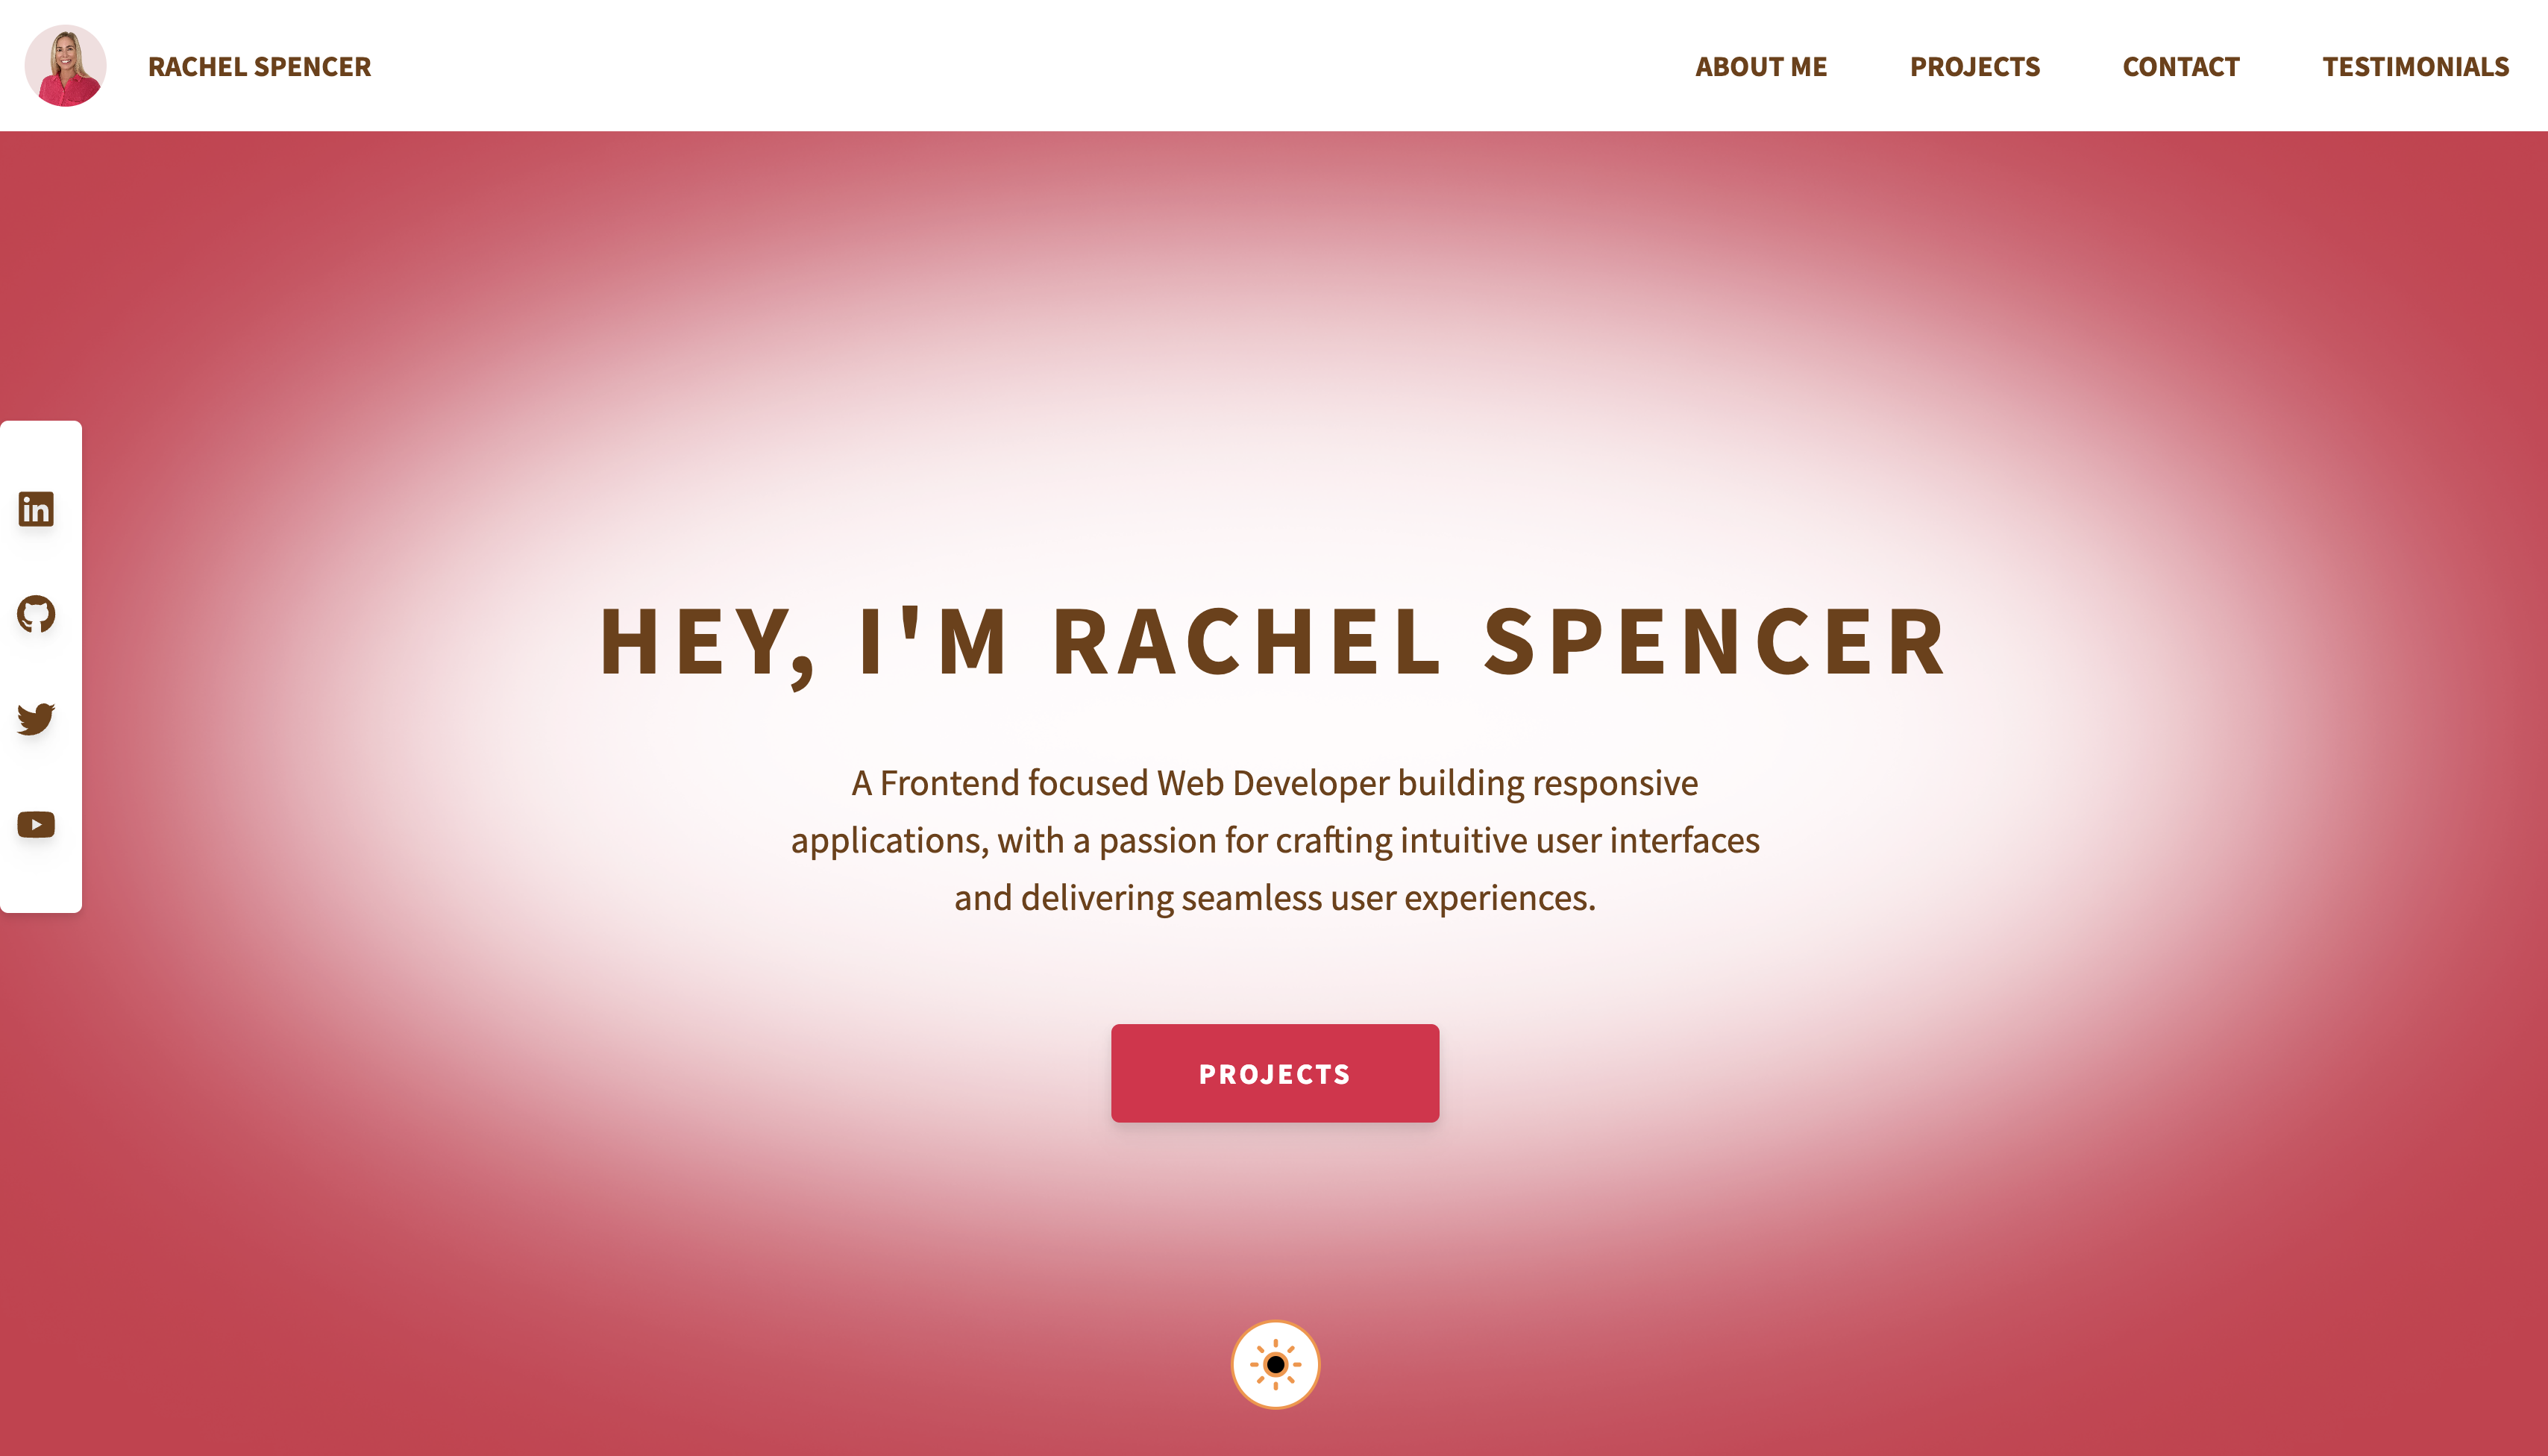 RACHEL SPENCER
ABOUT ME
PROJECTS
CONTACT
TESTIMONIALS
in
HEY, I'M RACHEL SPENCER
A Frontend focused Web Developer building responsive
applications, with a passion for crafting intuitive user interfaces
and delivering seamless user experiences.
PROJECTS